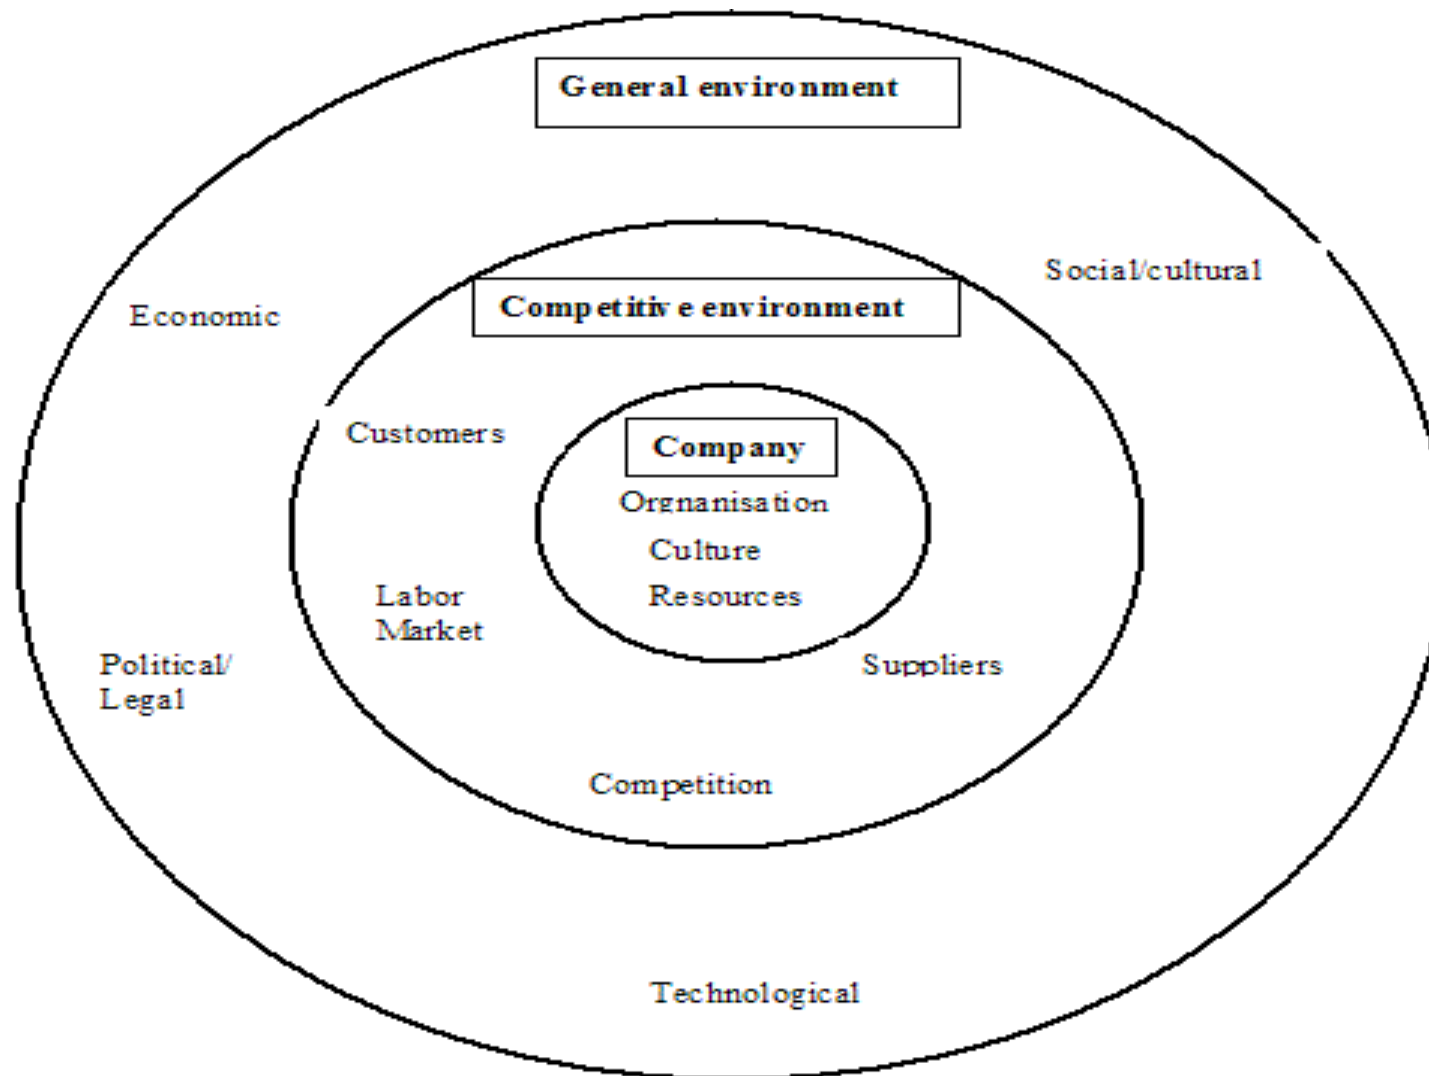 General environment
Social/cultural
Competitive environment
Economic
Customers
Company
Orgnanisation
Culture
Labor
Market
Resources
Political/
Legal
Suppliers
Competition
Technological